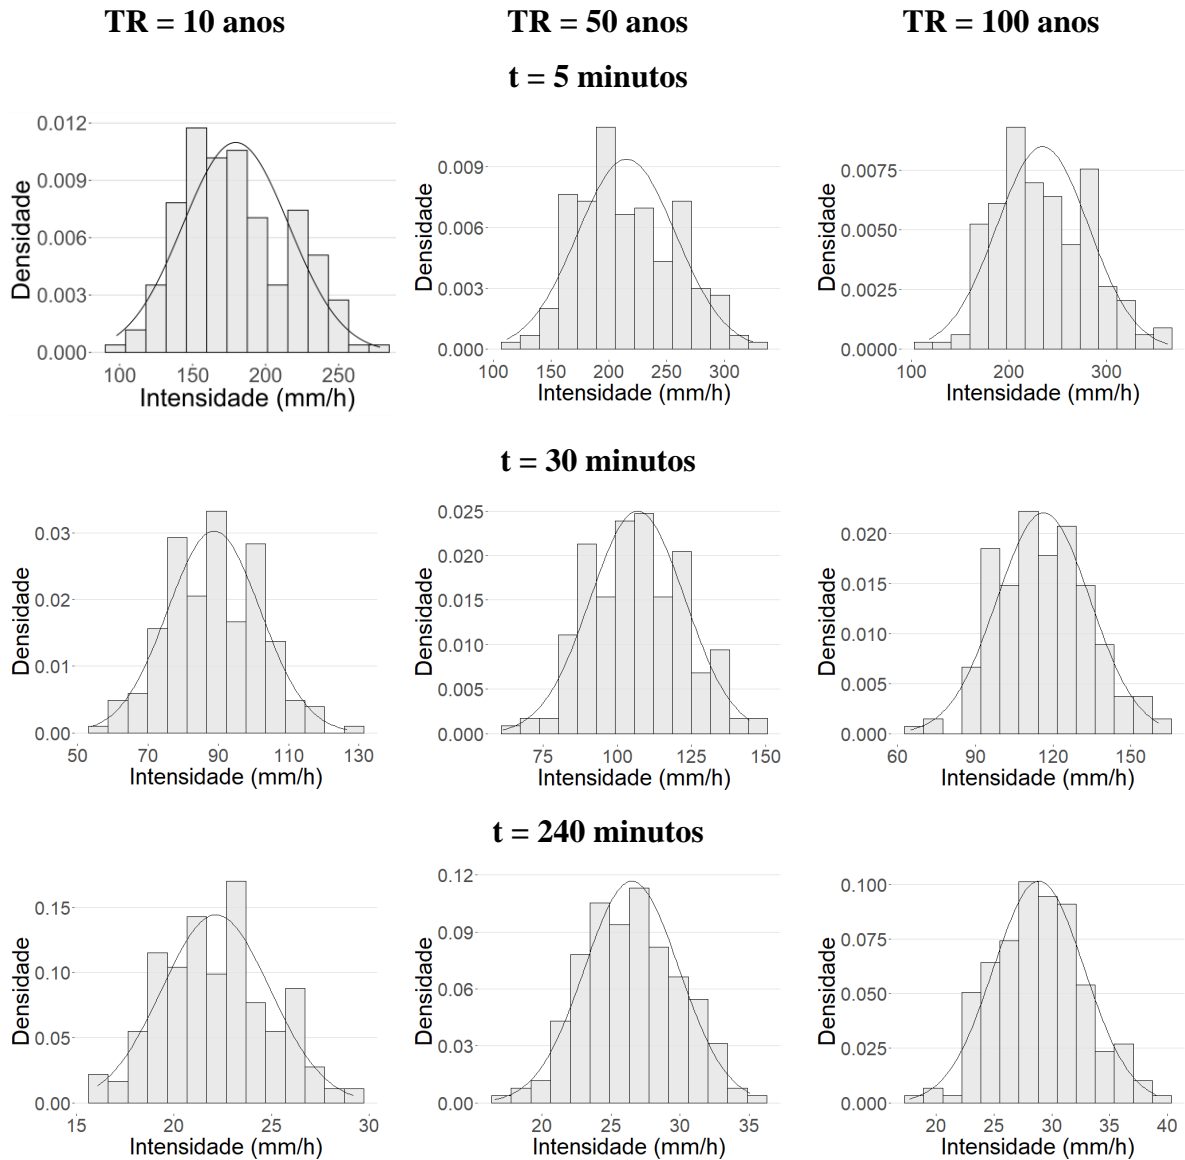 TR = 10 anos TR = 50 anos TR = 100 anos
t = 5 minutos
0.012
0.009
0.006
0.003
0.000
Densidade
100 150 200 250
Intensidade (mm/h)
0.009
0.006
0.003
0.000
Densidade
100 150 200 250 300
Intensidade (mm/h)
0.0075
0.0050
0.0025
0.0000
Densidade
100 200 300
Intensidade (mm/h)
t = 30 minutos
0.03
0.02
0.01
0.00
Densidade
50 70 90 110 130
Intensidade (mm/h)
0.025
0.020
0.015
0.010
0.005
0.000
Densidade
75 100 125 150
Intensidade (mm/h)
0.020
0.015
0.010
0.005
0.000
Densidade
60 90 120 150
Intensidade (mm/h)
t = 240 minutos
0.15
0.10
0.05
0.00
Densidade
15 20 25 30
Intensidade (mm/h)
0.12
0.09
0.06
0.03
0.00
Densidade
20 25 30 35
Intensidade (mm/h)
0.100
0.075
0.050
0.025
0.000
Densidade
20 25 30 35 40
Intensidade (mm/h)